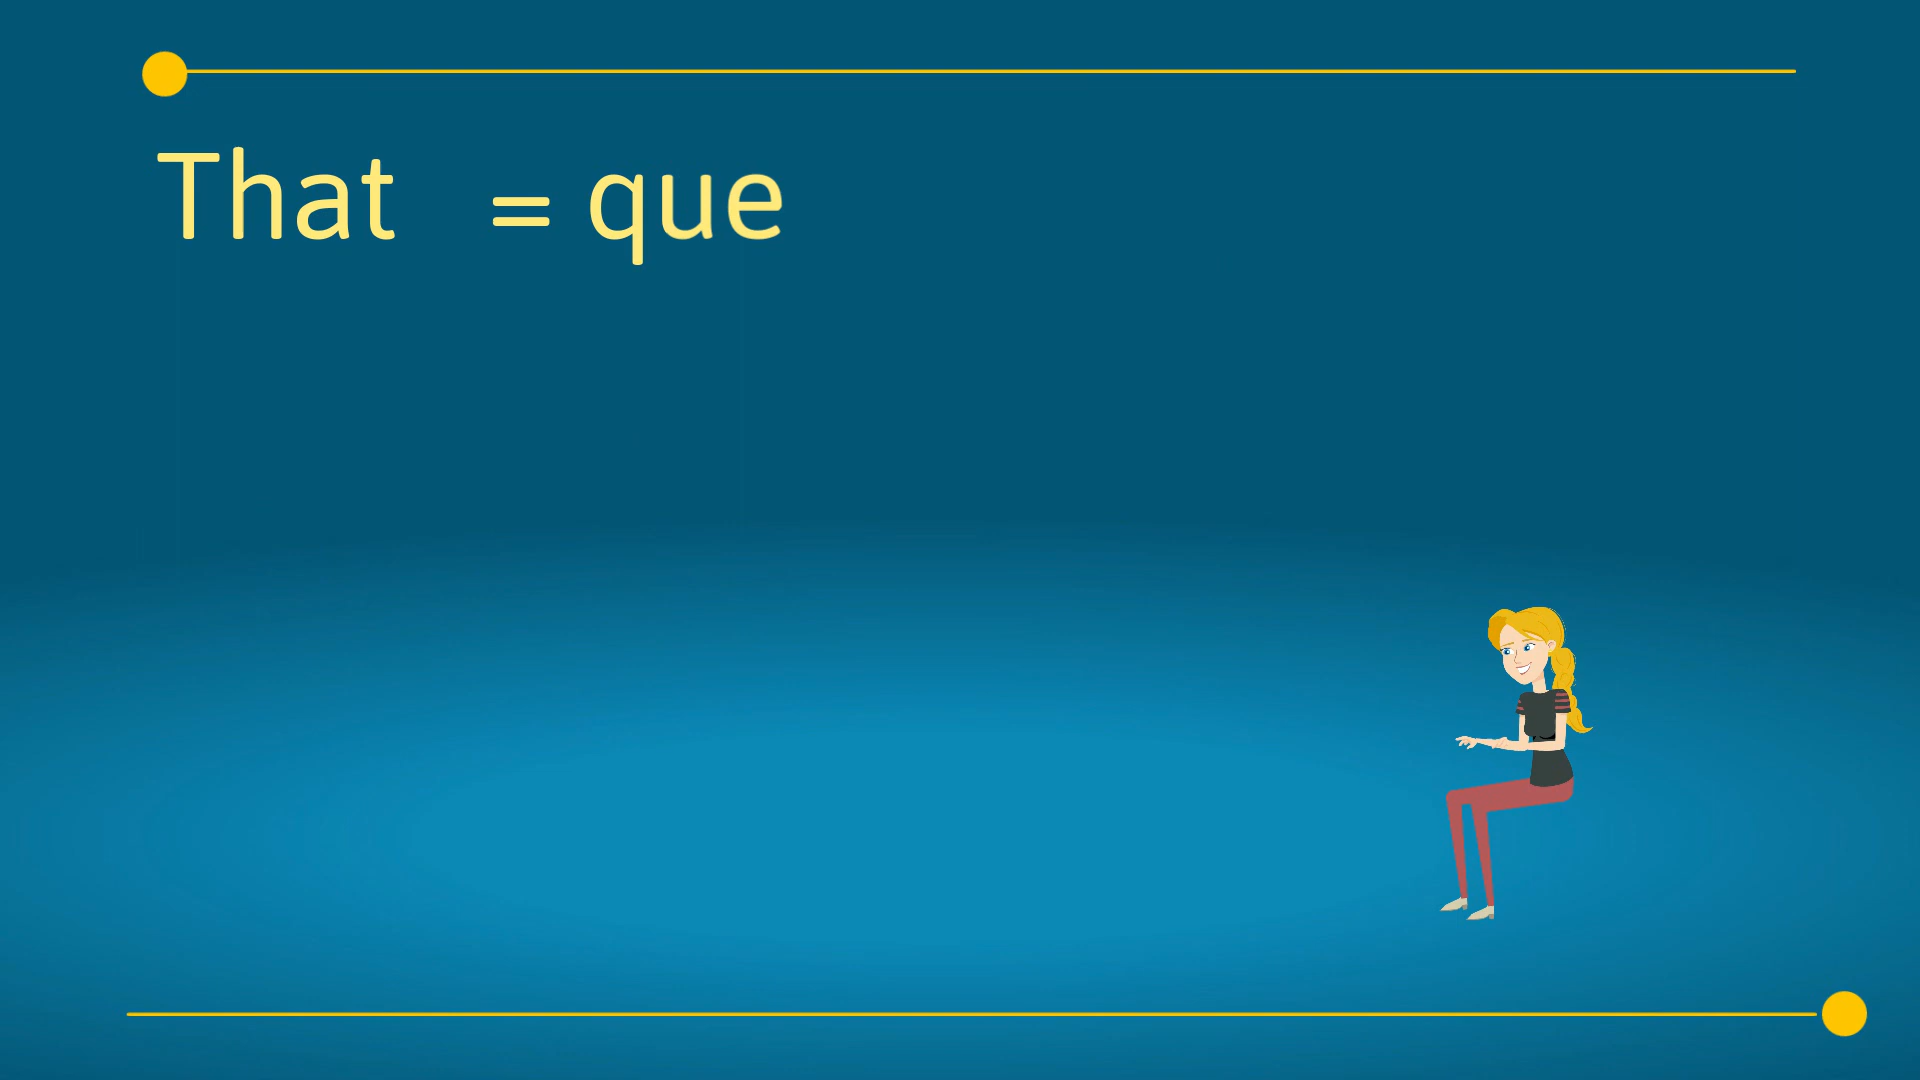 That = que